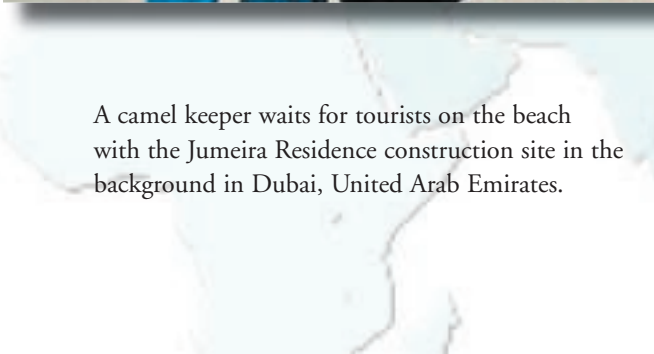 A camel keeper waits for tourists on the beach
with the Jumeira Residence construction site in the
background in Dubai, United Arab Emirates.